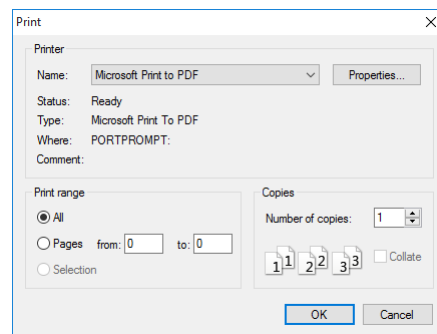 Print
Printer
Name: Microsoft Print to PDF Properties...
Status: Ready
Type: Microsoft Print To PDF
Where: PORTPROMPT:
Comment:
Print range
All
Pages from: 0 to: 0
Selection
Copies
Number of copies: 1
1 1 2 2 3 3 Collate
OK Cancel